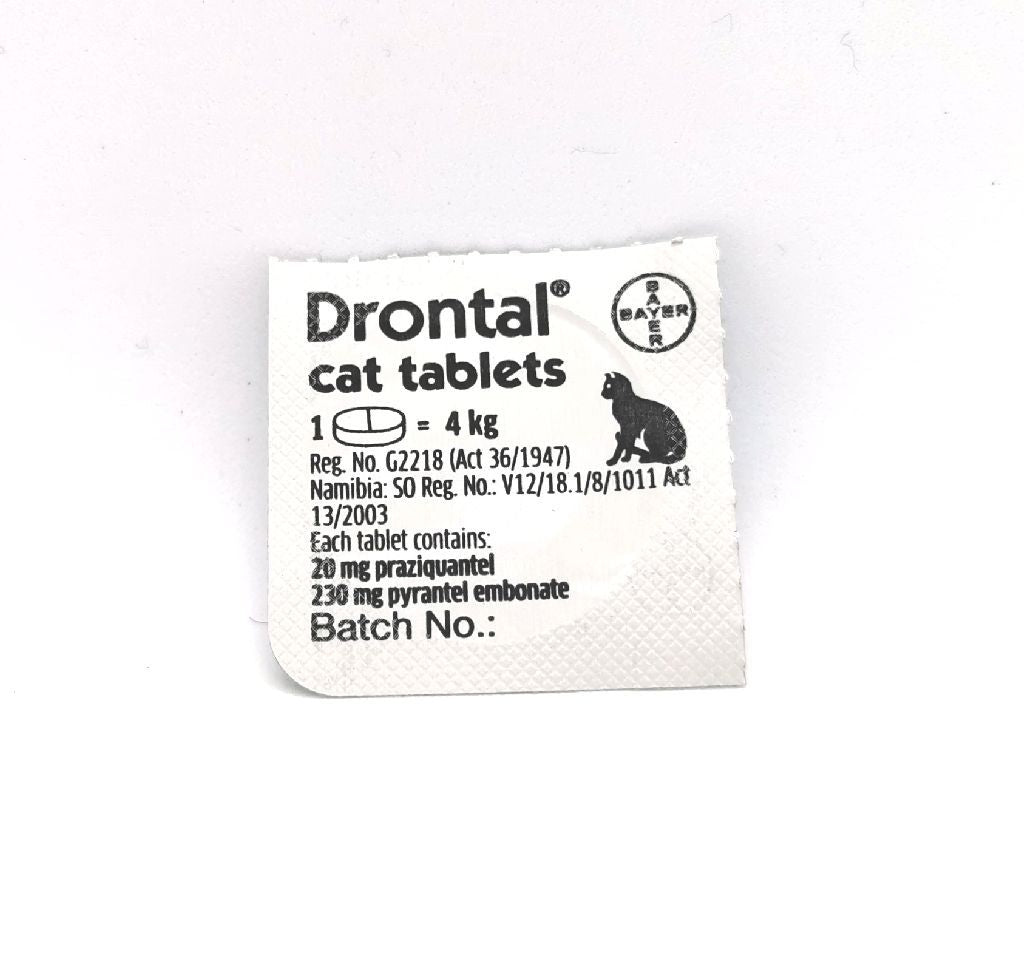 Drontal®
cat tablets
1 = 4 kg
Reg. No. G2218 (Act 36/1947)
Namibia: SO Reg. No.: V12/18.1/8/1011 Act
13/2003
Each tablet contains:
20 mg praziquantel
230 mg pyrantel embonate
Batch No.:
BAYER
BAYER